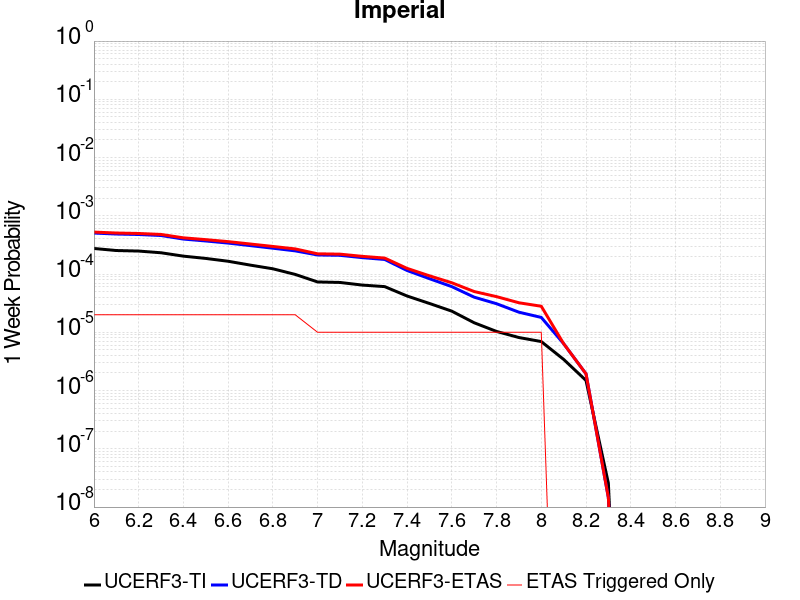 Imperial
10^0
10^-1
10^-2
10^-3
10^-4
10^-5
10^-6
10^-7
10^-8
1 Week Probability
6 6.2 6.4 6.6 6.8 7 7.2 7.4 7.6 7.8 8 8.2 8.4 8.6 8.8 9
Magnitude
UCERF3-TI UCERF3-TD UCERF3-ETAS ETAS Triggered Only